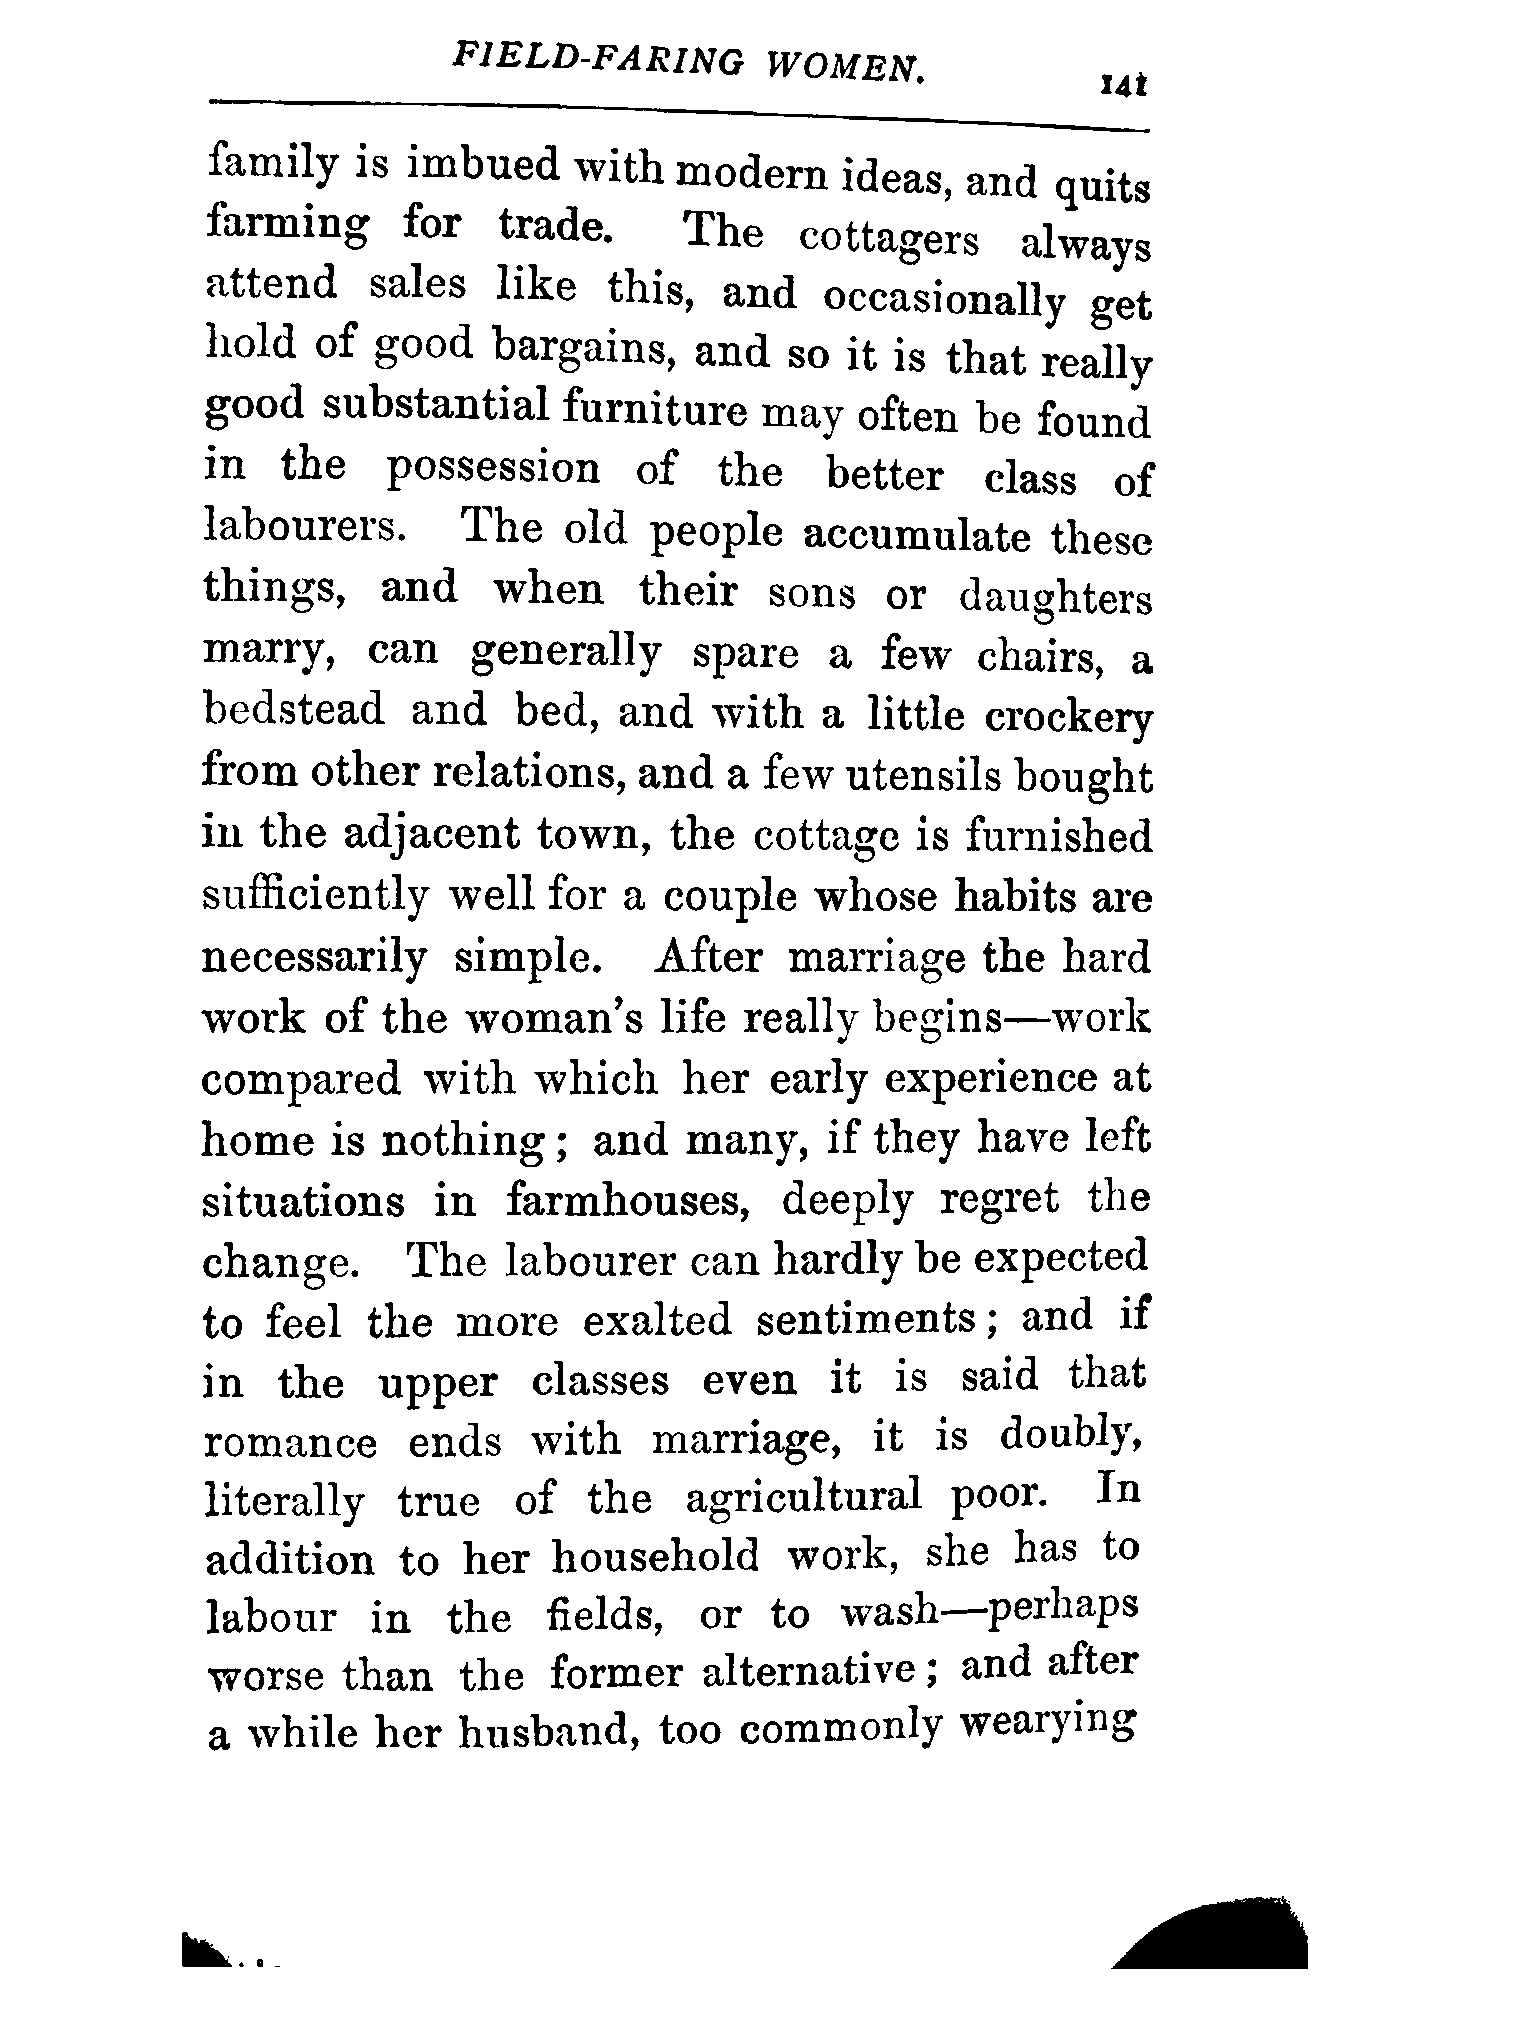 FIELD-FARING WOMEN. 141
family is imbued with modern ideas, and quits
farming for trade. The cottagers always
attend sales like this, and occasionally get
hold of good bargains, and so it is that really
good substantial furniture may often be found
in the possession of the better class of
labourers. The old people accumulate these
things, and when their sons or daughters
marry, can generally spare a few chairs, a
bedstead and bed, and with a little crockery
from other relations, and a few utensils bought
in the adjacent town, the cottage is furnished
sufficiently well for a couple whose habits are
necessarily simple. After marriage the hard
work of the woman's life really begins—work
compared with which her early experience at
home is nothing; and many, if they have left
situations in farmhouses, deeply regret the
change. The labourer can hardly be expected
to feel the more exalted sentiments; and if
in the upper classes even it is said that
romance ends with marriage, it is doubly,
literally true of the agricultural poor. In
addition to her household work, she has to
labour in the fields, or to wash—perhaps
worse than the former alternative; and after
a while her husband, too commonly wearying